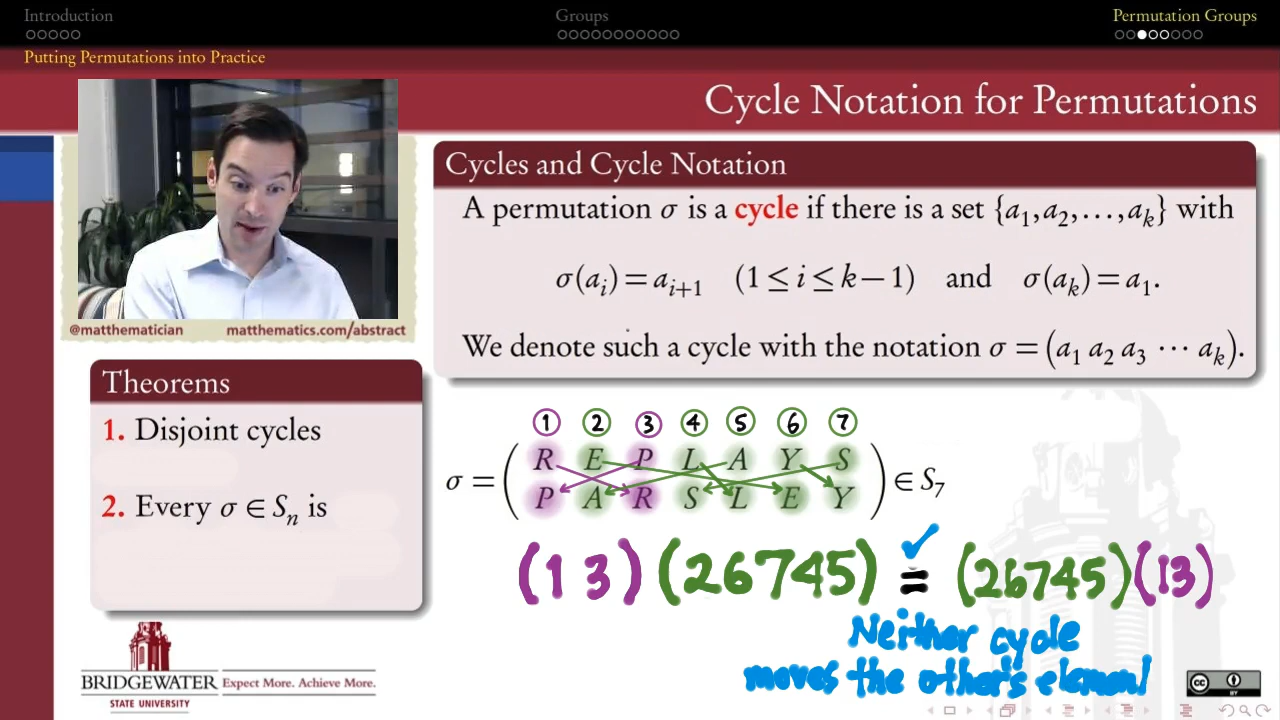 Introduction
Groups
Permutation Groups
Putting Permutations into Practice
Cycle Notation for Permutations
Cycles and Cycle Notation
A permutation σ is a cycle if there is a set {a₁,a₂,…,aₖ} with
σ(aᵢ) = aᵢ₊₁ (1 ≤ i ≤ k − 1) and σ(aₖ) = a₁.
We denote such a cycle with the notation σ = (a₁ a₂ a₃ ⋯ aₖ).
@matthematician matthematics.com/abstract
Theorems
1. Disjoint cycles
2. Every σ ∈ Sₙ is
1 2 3 4 5 6 7
R E P L A Y S
σ = ( ) ∈ S₇
P A R S L E Y
(1 3)(26745) = (26745)(13)
Neither cycle
moves the other's element
BRIDGEWATER
STATE UNIVERSITY
Expect More. Achieve More.
cc
BY